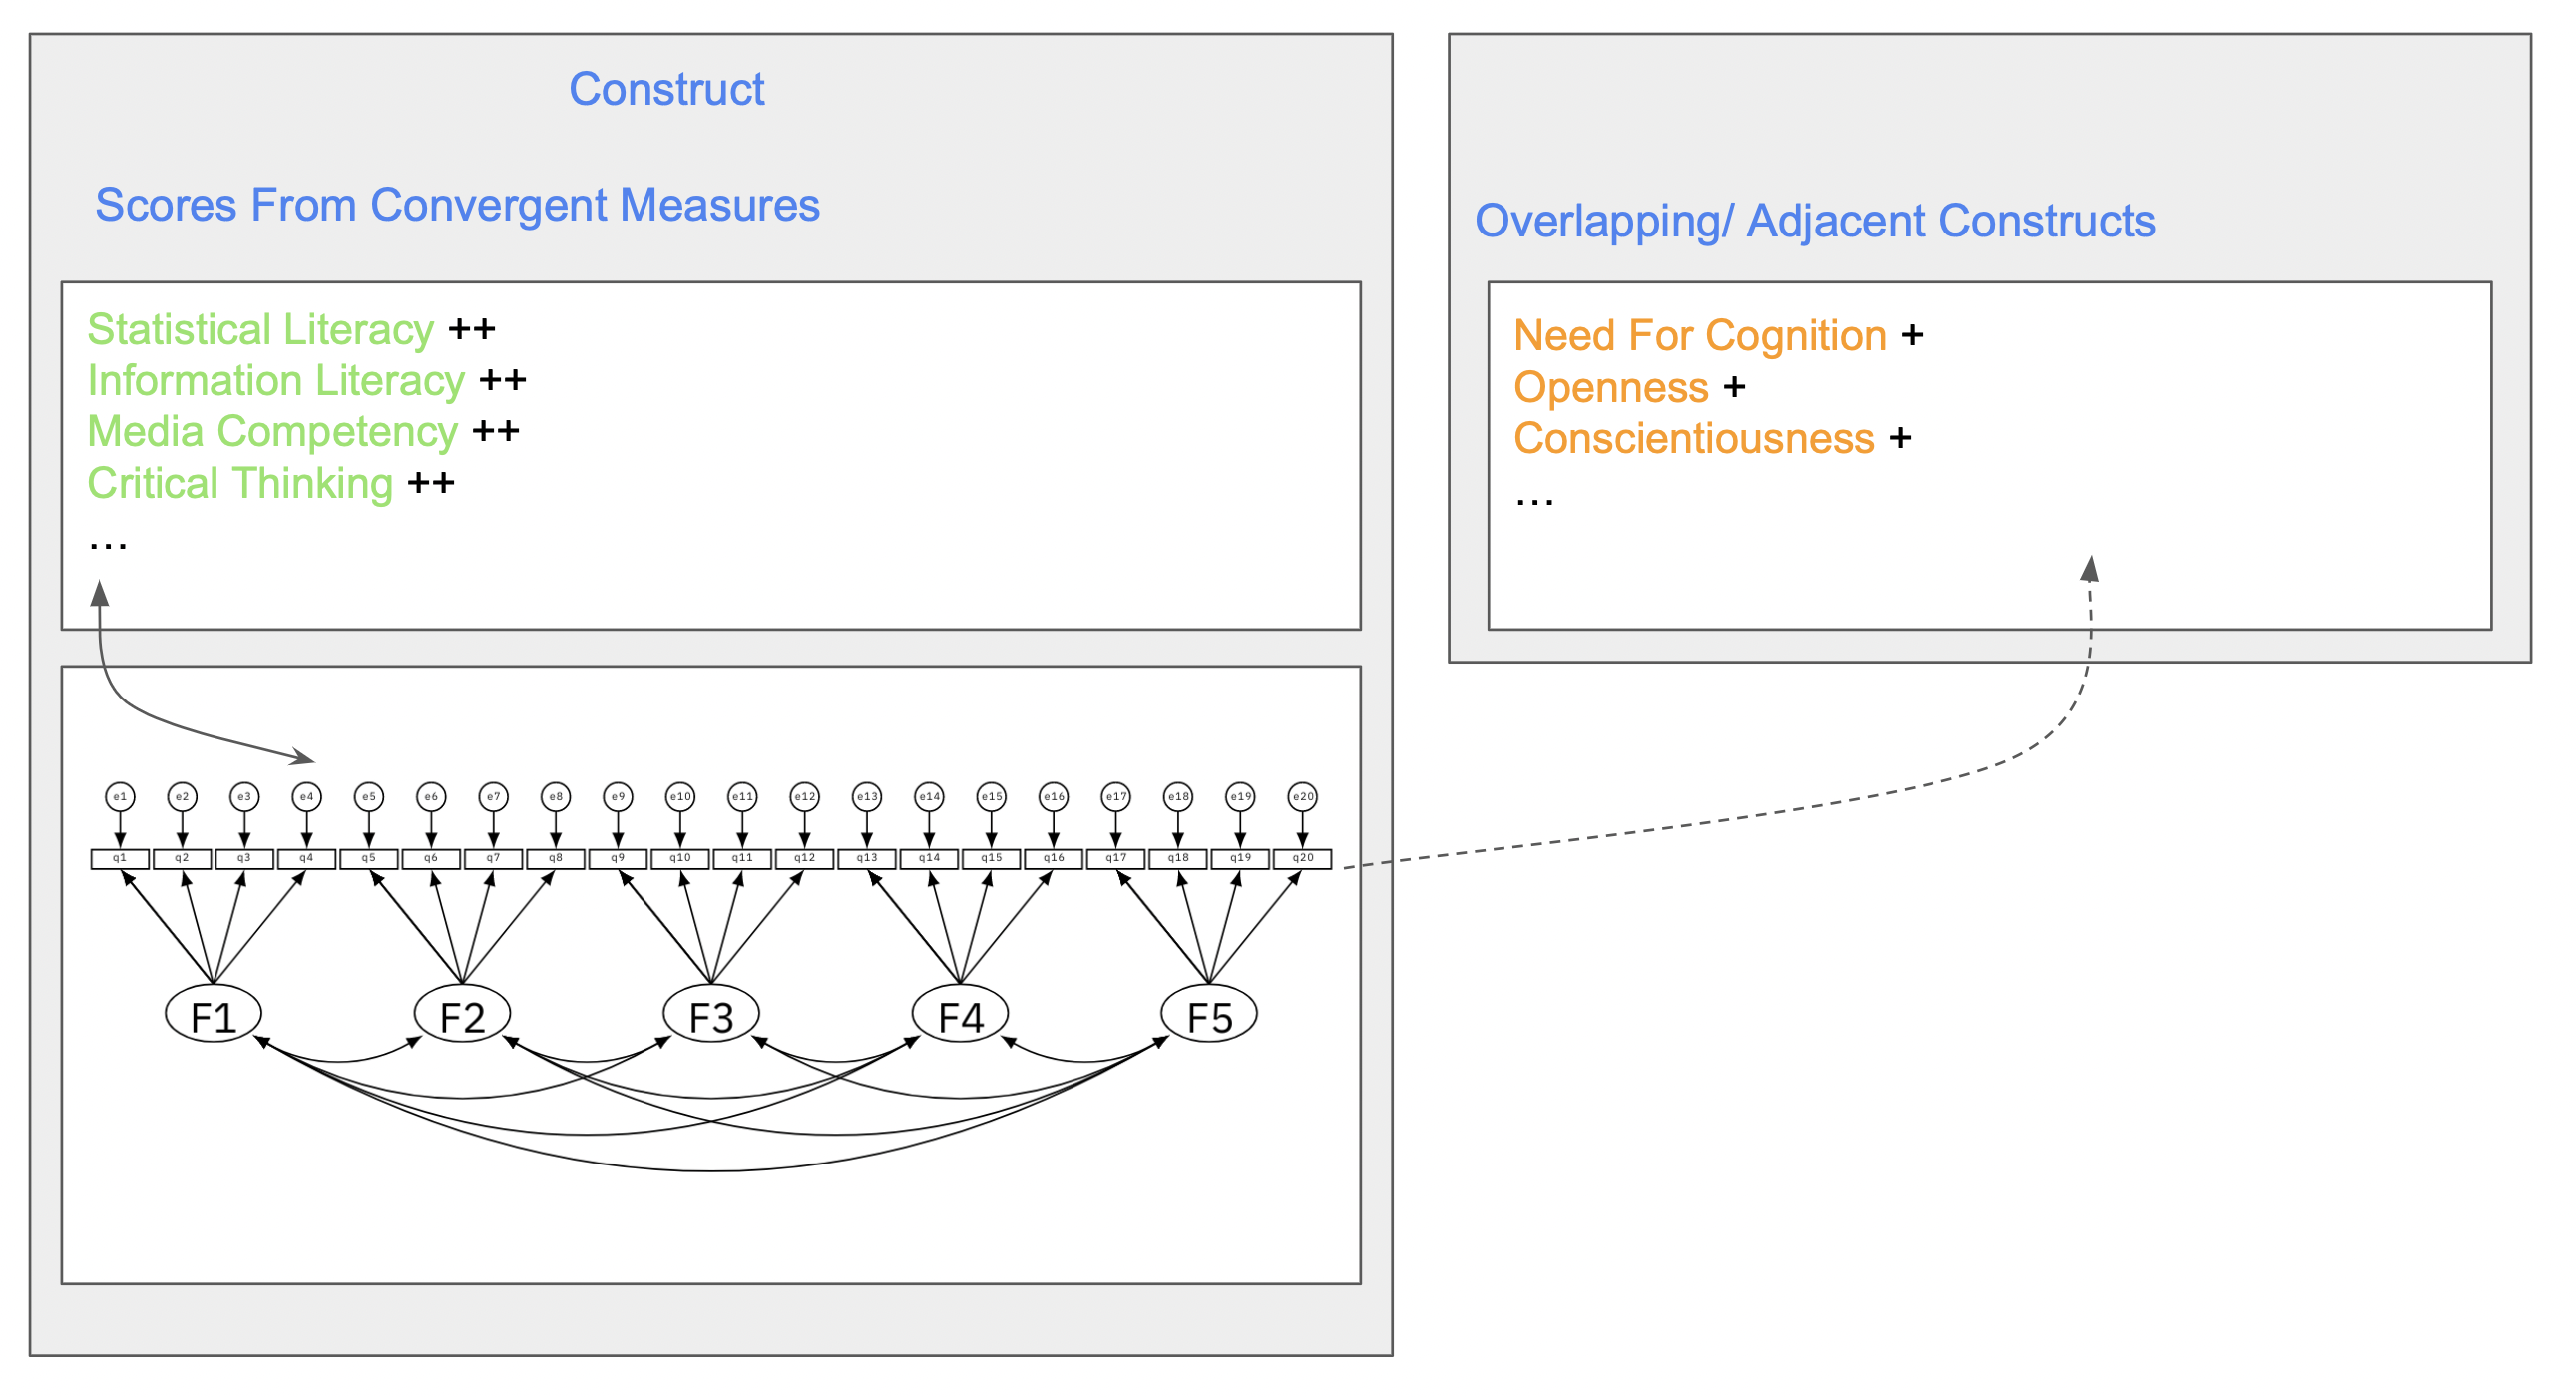 Construct
Scores From Convergent Measures
Statistical Literacy ++
Information Literacy ++
Media Competency ++
Critical Thinking ++
...
Overlapping/ Adjacent Constructs
Need For Cognition +
Openness +
Conscientiousness +
...
e1 e2 e3 e4 e5 e6 e7 e8 e9 e10 e11 e12 e13 e14 e15 e16 e17 e18 e19 e20
q1 q2 q3 q4 q5 q6 q7 q8 q9 q10 q11 q12 q13 q14 q15 q16 q17 q18 q19 q20
F1 F2 F3 F4 F5